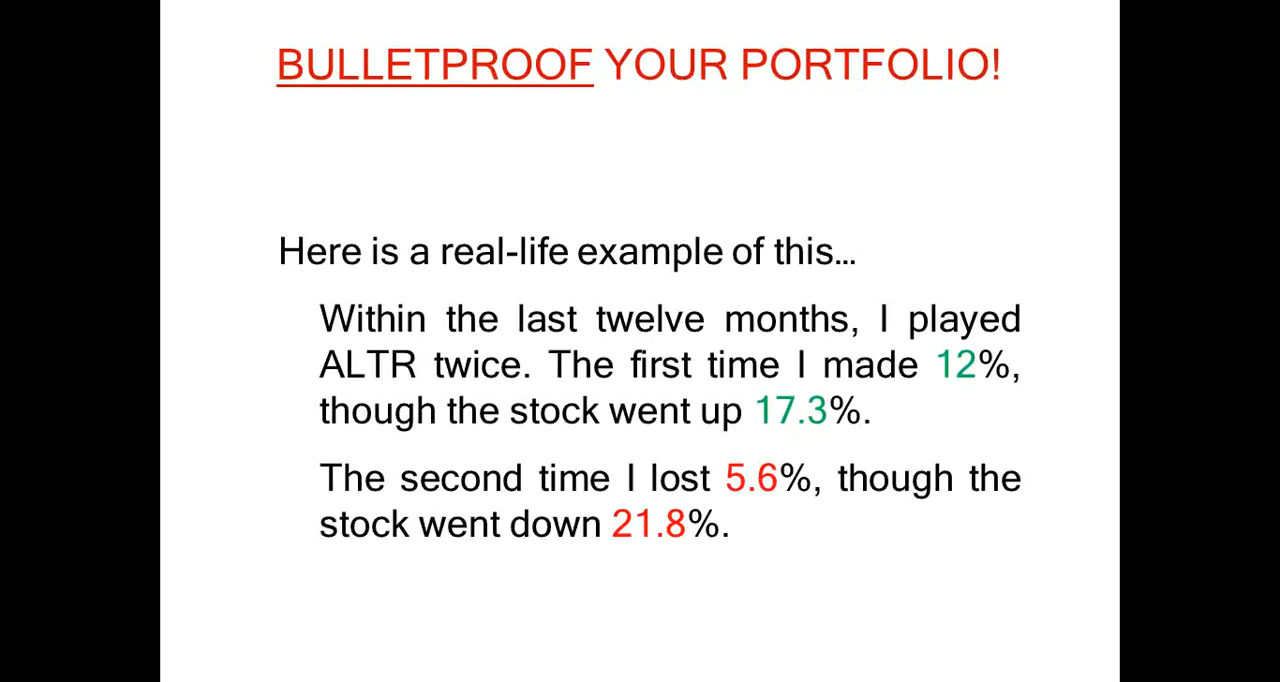 BULLETPROOF YOUR PORTFOLIO!
Here is a real-life example of this...
Within the last twelve months, I played
ALTR twice. The first time I made 12%,
though the stock went up 17.3%.
The second time I lost 5.6%, though the
stock went down 21.8%.